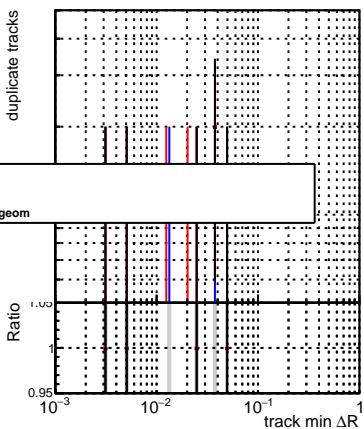 duplicate tracks
geom
1.05
Ratio
1
0.95
10⁻³ 10⁻² 10⁻¹ 1
track min ΔR